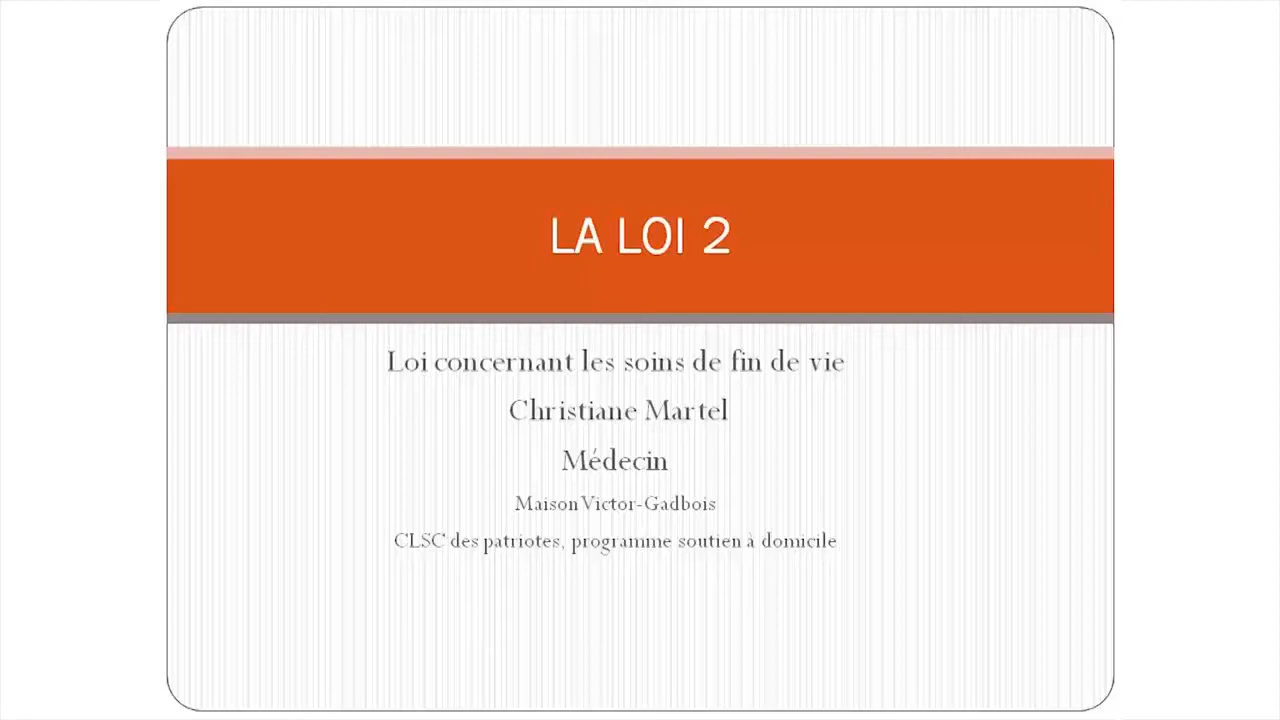 LA LOI 2
Loi concernant les soins de fin de vie
Christiane Martel
Médecin
Maison Victor-Gadbois
CLSC des patriotes, programme soutien à domicile